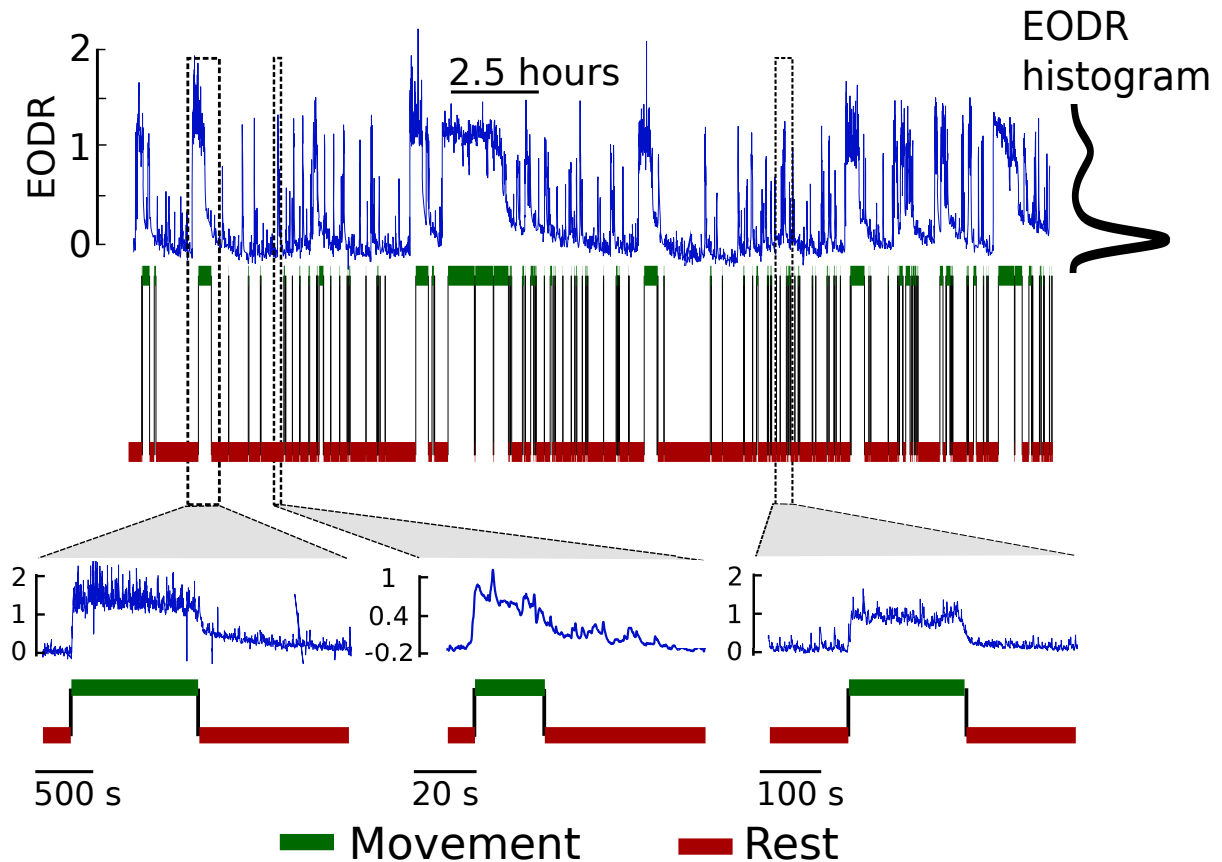 EODR
histogram
2
2.5 hours
1
0
EODR
2
1
0
1
0.4
-0.2
2
1
0
500 s
20 s
100 s
Movement
Rest